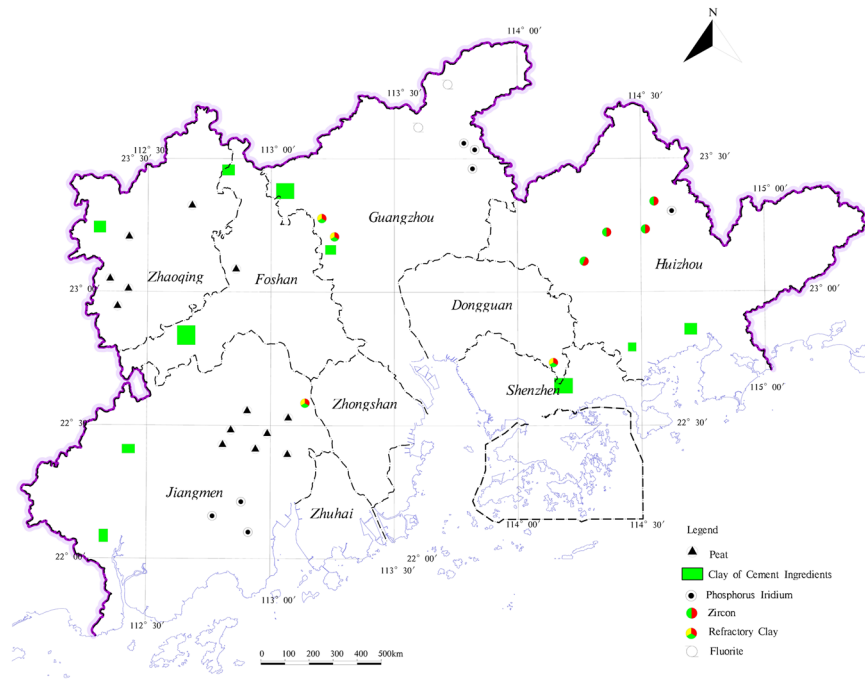 N
114° 00′
113° 30′
114° 30′
112° 30′
23° 30′
113° 00′
23° 30′
115° 00′
Guangzhou
Zhaoqing
Foshan
Huizhou
23° 00′
23° 00′
Dongguan
115° 00′
Shenzhen
Zhongshan
22° 30′
22° 30′
Jiangmen
Zhuhai
114° 00′
114° 30′
22° 00′
22° 00′
113° 30′
113° 00′
112° 30′
Legend
Peat
Clay of Cement Ingredients
Phosphorus Iridium
Zircon
Refractory Clay
Fluorite
0 100 200 300 400 500km